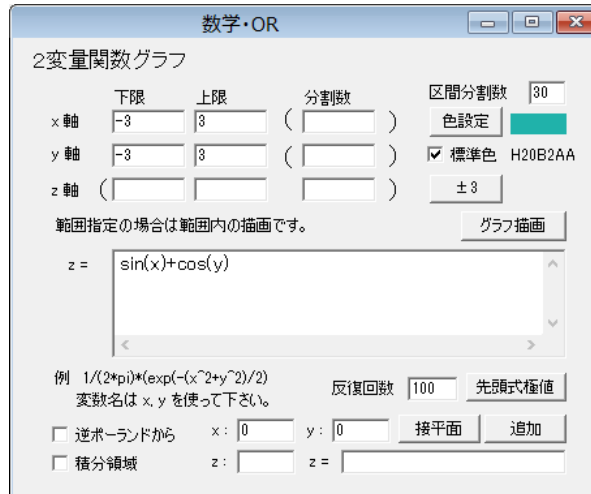 数学・OR
2変量関数グラフ
下限 上限 分割数 区間分割数 30
x 軸 -3 3 ( ) 色設定
y 軸 -3 3 ( ) 標準色 H20B2AA
z 軸 ( ) ±3
範囲指定の場合は範囲内の描画です。 グラフ描画
z = sin(x)+cos(y)
例 1/(2*pi)*(exp(-(x^2+y^2)/2)
変数名は x, y を使って下さい。 反復回数 100 先頭式極値
逆ポーランドから x : 0 y : 0 接平面 追加
積分領域 z : z =